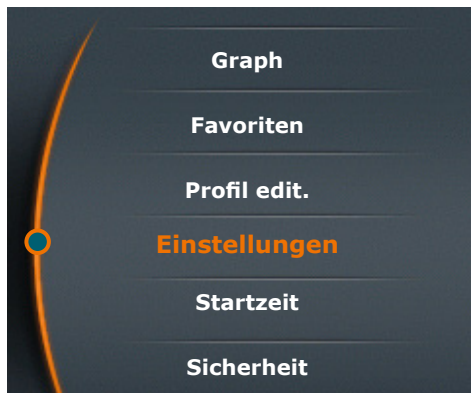 Graph
Favoriten
Profil edit.
Einstellungen
Startzeit
Sicherheit